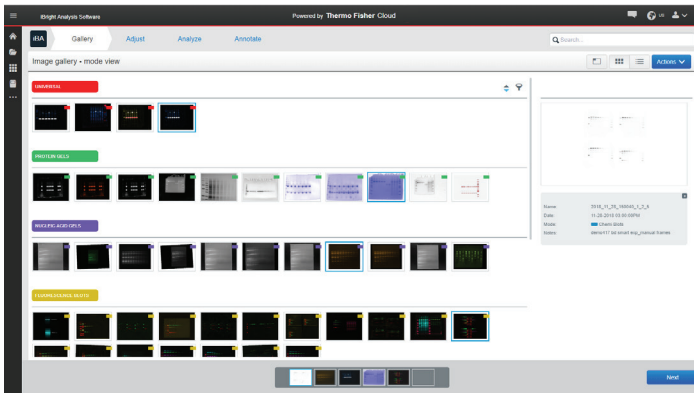 iBright Analysis Software
Powered by Thermo Fisher Cloud
US
iBA
Gallery
Adjust
Analyze
Annotate
Search...
Image gallery • mode view
Actions
UNIVERSAL
PROTEIN GELS
NUCLEIC ACID GELS
FLUORESCENCE BLOTS
Name:
Date:
Mode: Chemi Blots
Notes:
Next